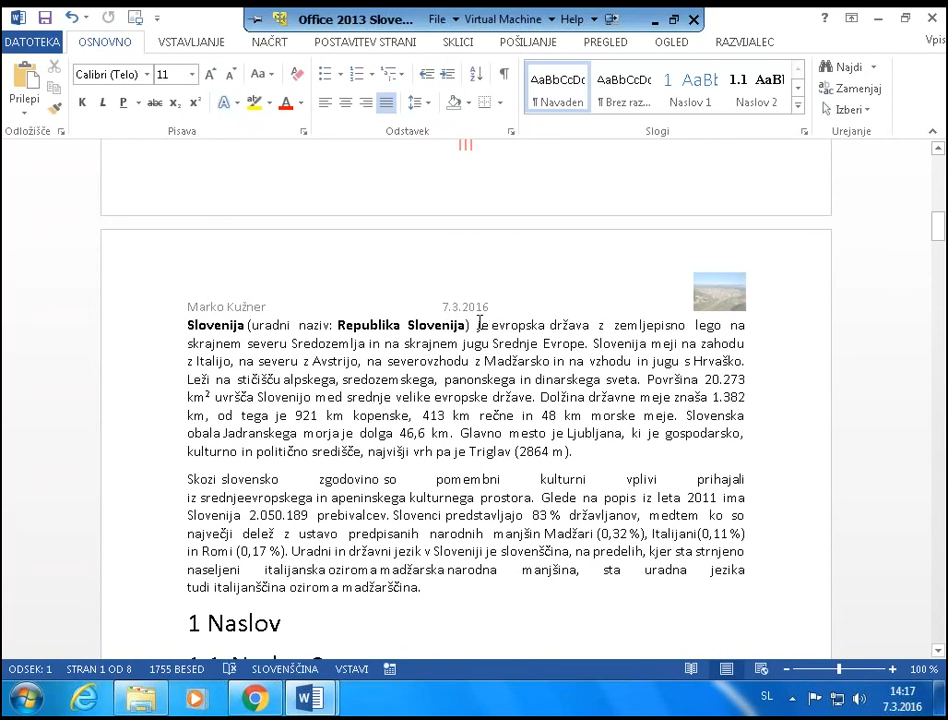 Office 2013 Slove... File Virtual Machine Help
DATOTEKA OSNOVNO VSTAVLJANJE NAČRT POSTAVITEV STRANI SKLICI POŠILJANJE PREGLED OGLED RAZVIJALEC Vpis
Prilepi
Calibri (Telo) 11 Aa
K L P abc x₂ x² A A
AaBbCcDc AaBbCcDc 1 AaBb 1.1 AaBb
¶ Navaden ¶ Brez raz... Naslov 1 Naslov 2
Najdi
Zamenjaj
Izberi
Odložišče Pisava Odstavek Slogi Urejanje
III
Marko Kužner 7.3.2016
Slovenija (uradni naziv: Republika Slovenija) je evropska država z zemljepisno lego na
skrajnem severu Sredozemlja in na skrajnem jugu Srednje Evrope. Slovenija meji na zahodu
z Italijo, na severu z Avstrijo, na severovzhodu z Madžarsko in na vzhodu in jugu s Hrvaško.
Leži na stičišču alpskega, sredozemskega, panonskega in dinarskega sveta. Površina 20.273
km² uvršča Slovenijo med srednje velike evropske države. Dolžina državne meje znaša 1.382
km, od tega je 921 km kopenske, 413 km rečne in 48 km morske meje. Slovenska
obala Jadranskega morja je dolga 46,6 km. Glavno mesto je Ljubljana, ki je gospodarsko,
kulturno in politično središče, najvišji vrh pa je Triglav (2864 m).
Skozi slovensko zgodovino so pomembni kulturni vplivi prihajali
iz srednjeevropskega in apeninskega kulturnega prostora. Glede na popis iz leta 2011 ima
Slovenija 2.050.189 prebivalcev. Slovenci predstavljajo 83 % državljanov, medtem ko so
največji delež z ustavo predpisanih narodnih manjšin Madžari (0,32 %), Italijani(0,11 %)
in Romi (0,17 %). Uradni in državni jezik v Sloveniji je slovenščina, na predelih, kjer sta strnjeno
naseljeni italijanska oziroma madžarska narodna manjšina, sta uradna jezika
tudi italijanščina oziroma madžarščina.
1 Naslov
ODSEK: 1 STRAN 1 OD 8 1755 BESED SLOVENŠČINA VSTAVI 100 %
SL 14:17
7.3.2016